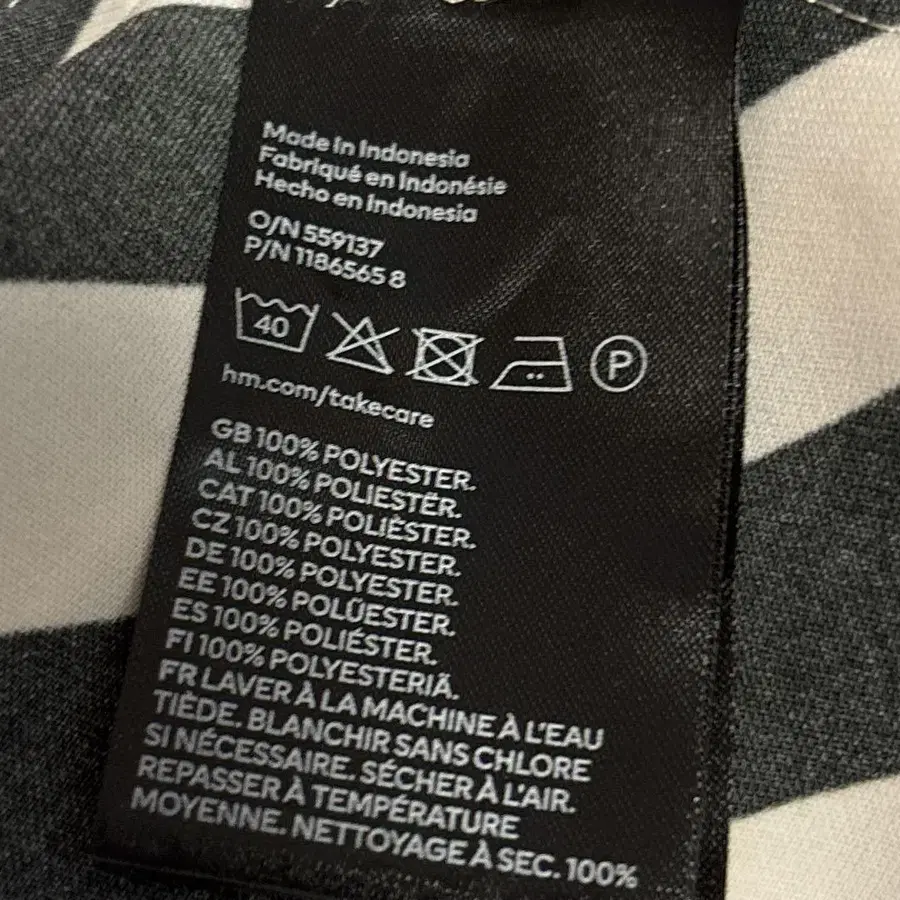 Made in Indonesia
Fabriqué en Indonésie
Hecho en Indonesia
O/N 559137
P/N 1186565 8
40
P
hm.com/takecare
GB 100% POLYESTER.
AL 100% POLIESTËR.
CAT 100% POLIÈSTER.
CZ 100% POLYESTER.
DE 100% POLYESTER.
EE 100% POLÜESTER.
ES 100% POLIÉSTER.
FI 100% POLYESTERIÄ.
FR LAVER À LA MACHINE À L'EAU
TIÈDE. BLANCHIR SANS CHLORE
SI NÉCESSAIRE. SÉCHER À L'AIR.
REPASSER À TEMPÉRATURE
MOYENNE. NETTOYAGE À SEC. 100%